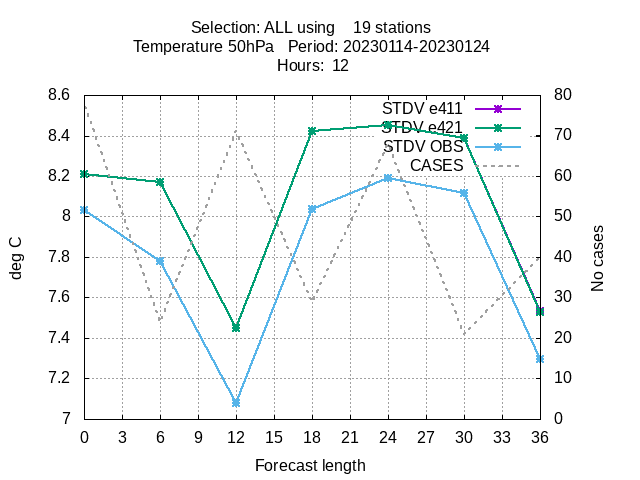 Selection: ALL using    19 stations
Temperature 50hPa   Period: 20230114-20230124
Hours:  12
8.6
8.4
8.2
8
7.8
7.6
7.4
7.2
7
deg C
STDV e411
STDV e421
STDV OBS
CASES
80
70
60
50
40
30
20
10
0
No cases
0 3 6 9 12 15 18 21 24 27 30 33 36
Forecast length